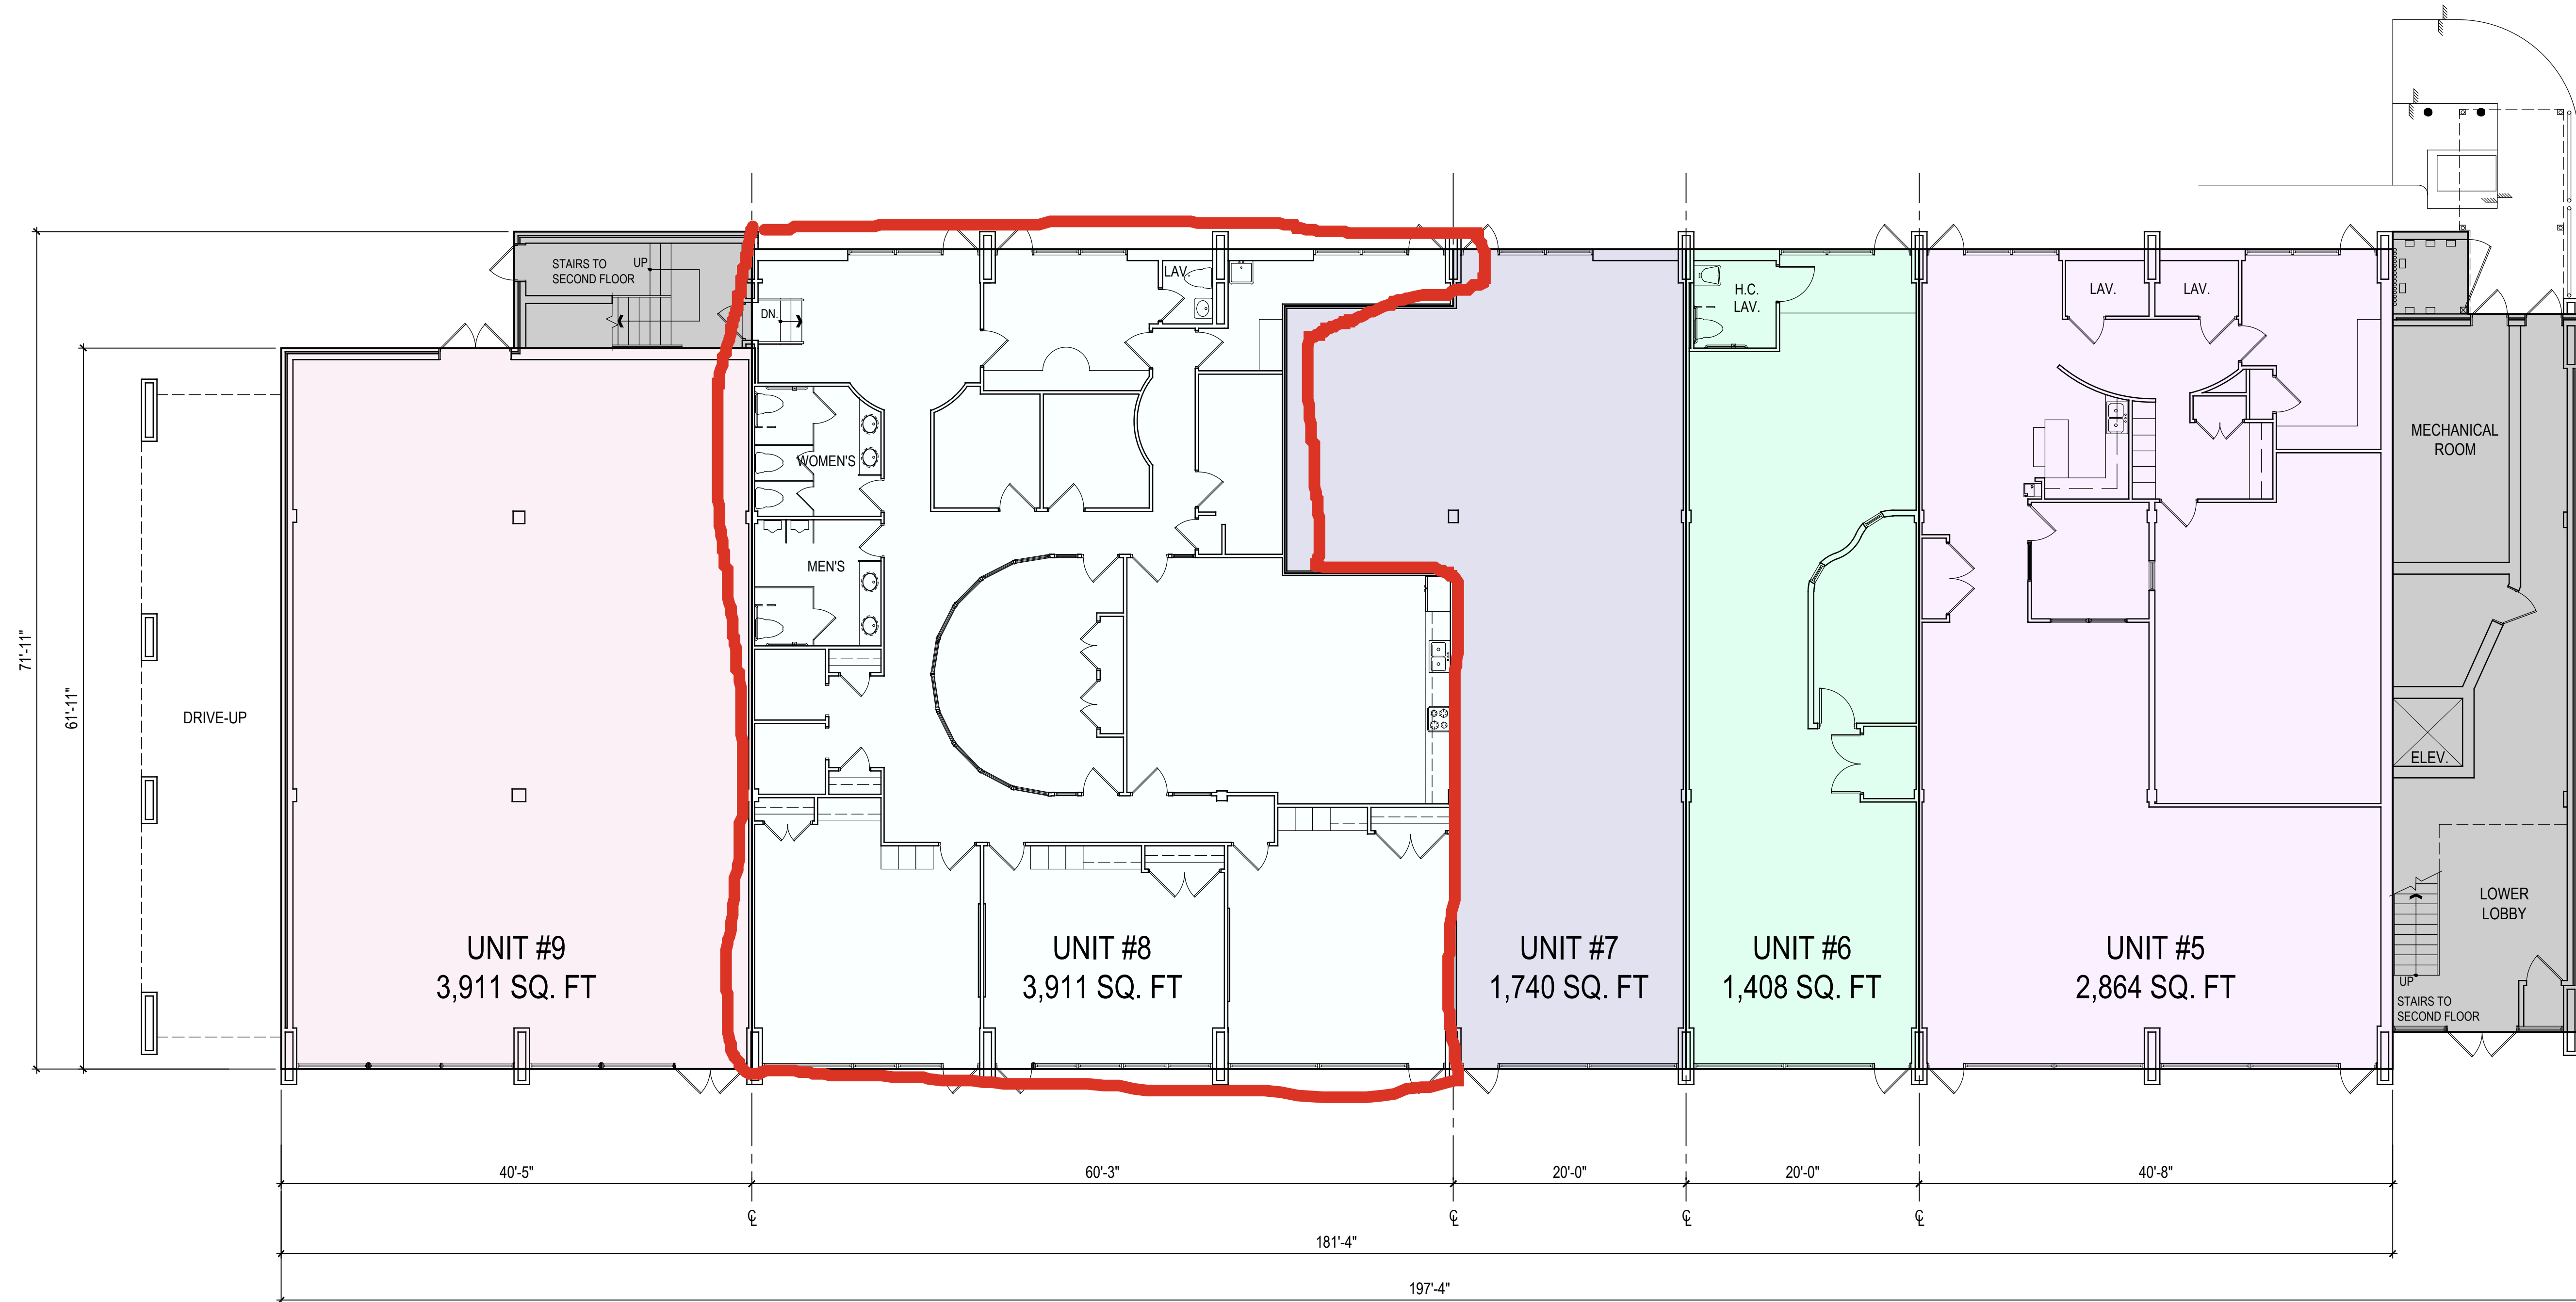 STAIRS TO
SECOND FLOOR
UP
DN.
LAV.
H.C.
LAV.
LAV.
LAV.
WOMEN'S
MEN'S
MECHANICAL
ROOM
71'-11"
61'-11"
DRIVE-UP
ELEV.
LOWER
LOBBY
UNIT #9
3,911 SQ. FT
UNIT #8
3,911 SQ. FT
UNIT #7
1,740 SQ. FT
UNIT #6
1,408 SQ. FT
UNIT #5
2,864 SQ. FT
UP
STAIRS TO
SECOND FLOOR
40'-5"
60'-3"
20'-0"
20'-0"
40'-8"
℄
℄
℄
℄
181'-4"
197'-4"